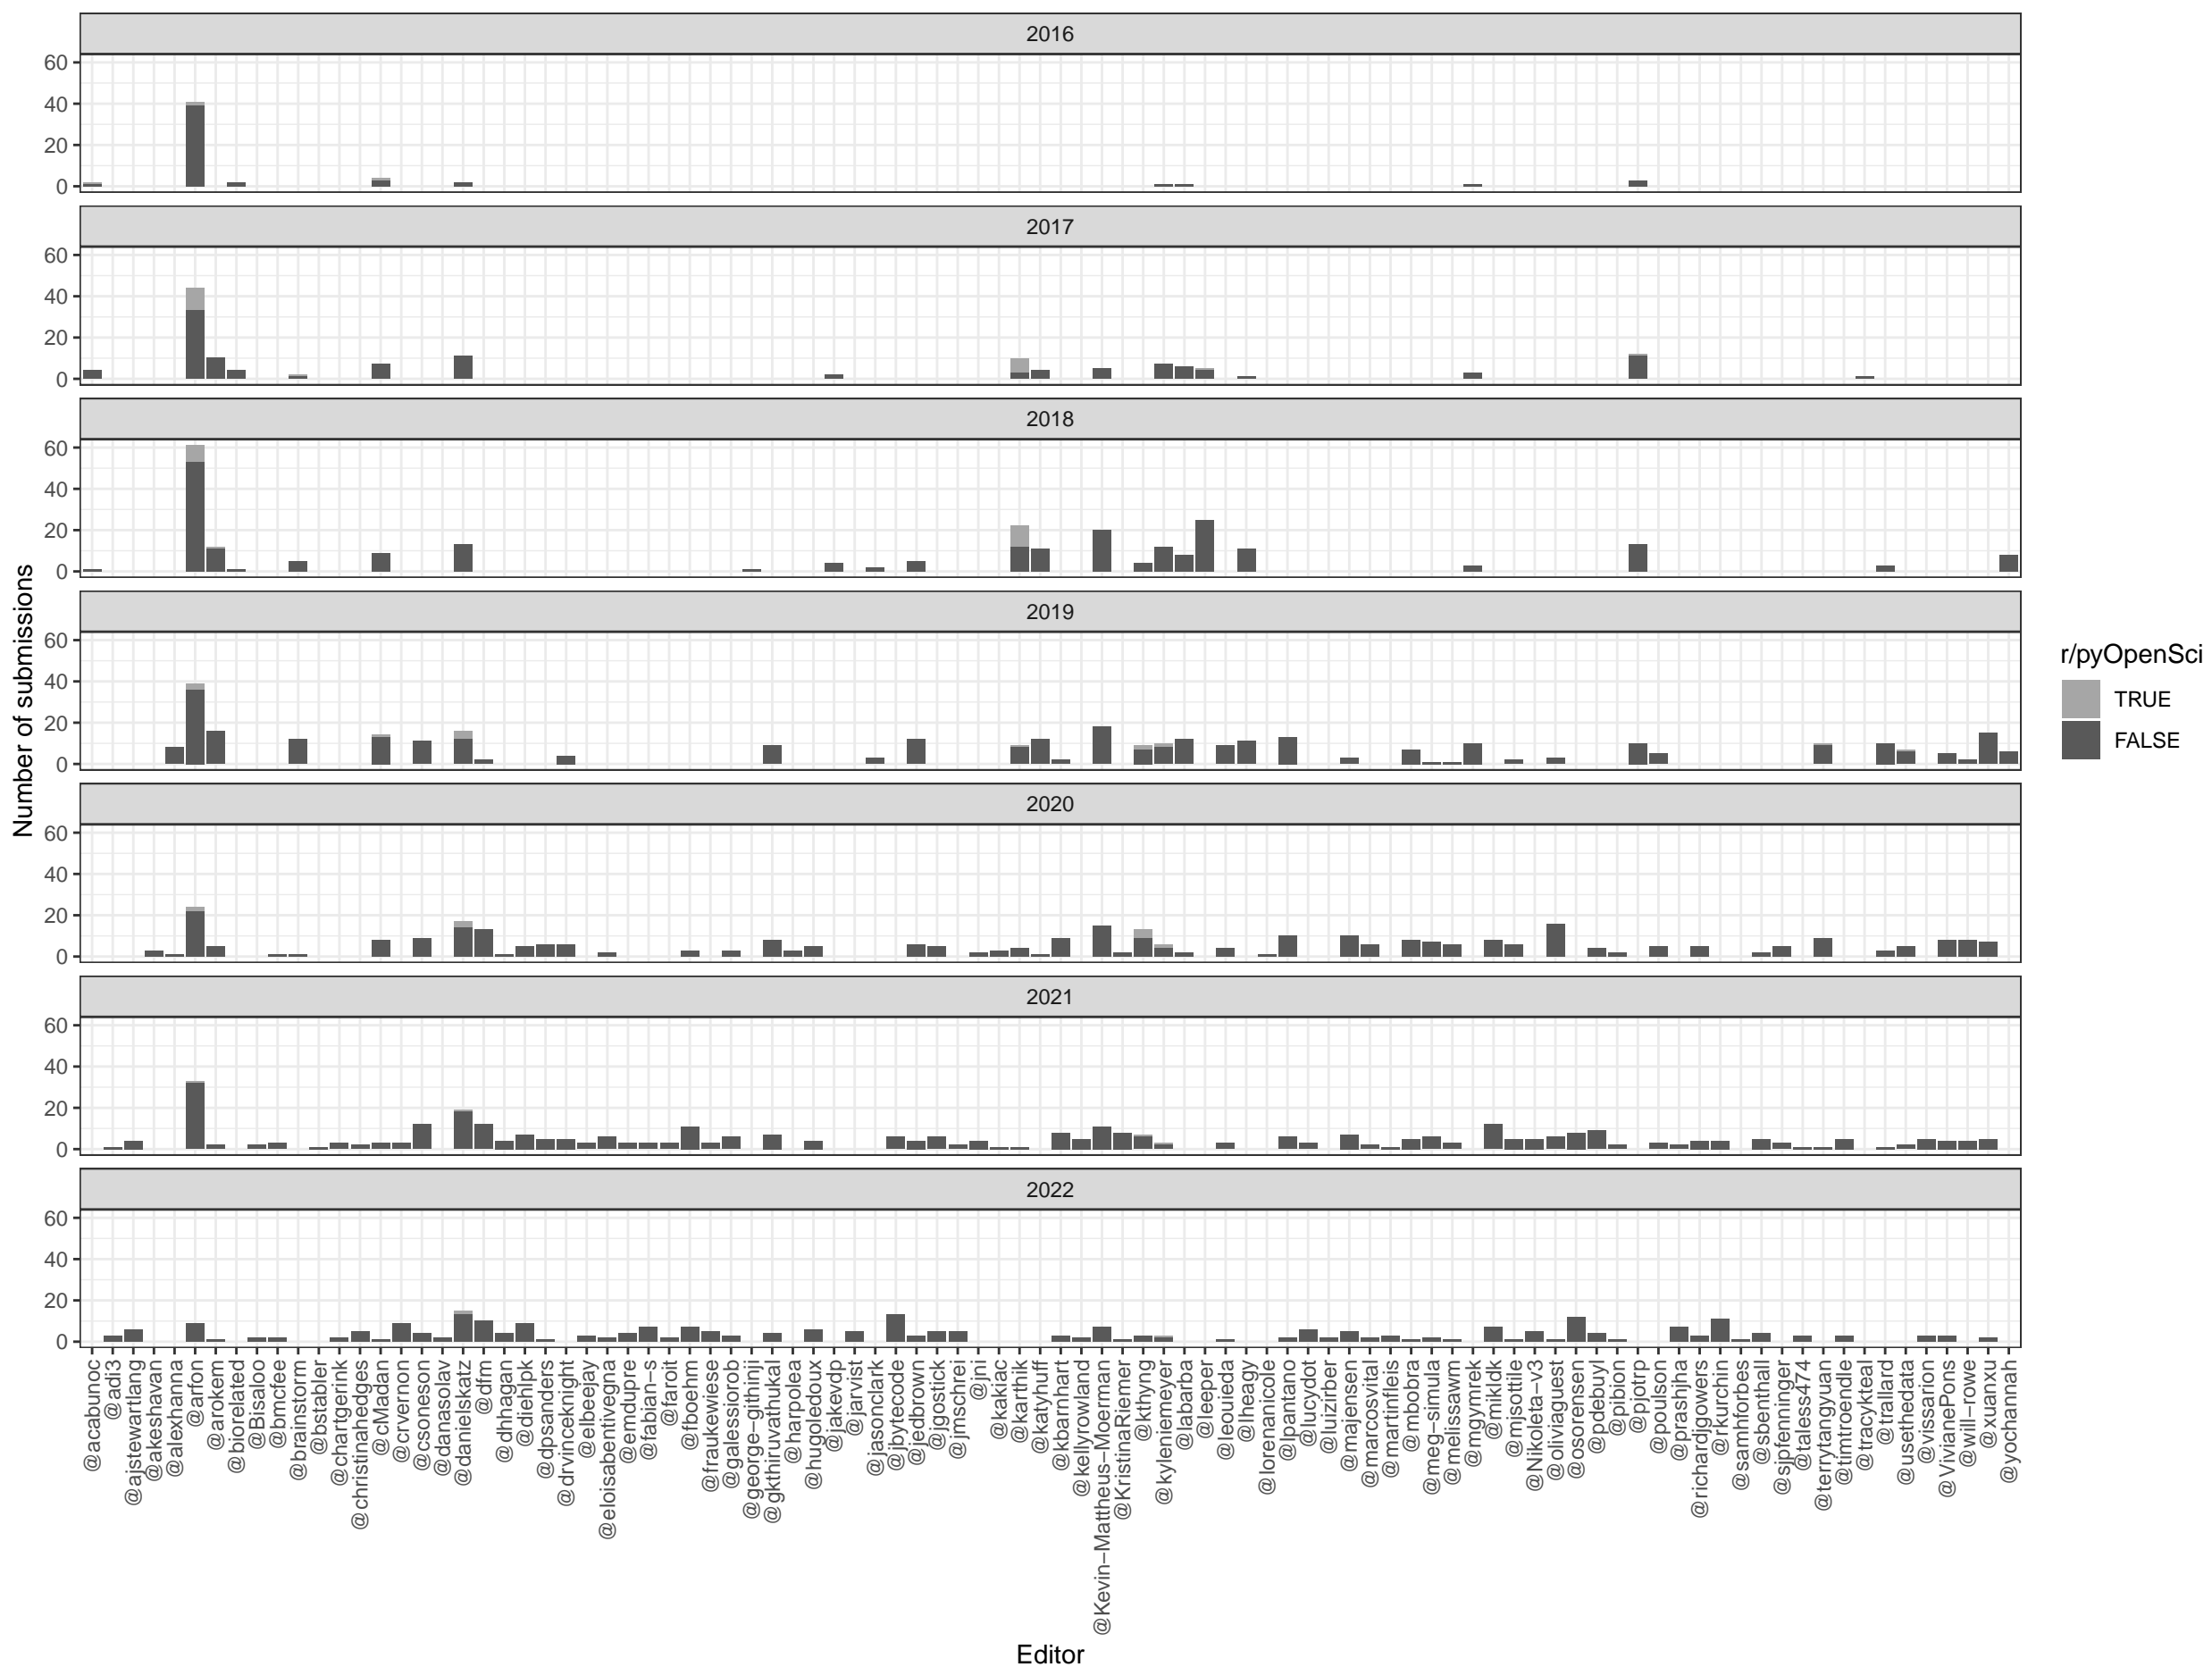 2016
60
40
20
0
2017
60
40
20
0
2018
60
40
20
0
2019
60
40
20
0
2020
60
40
20
0
2021
60
40
20
0
2022
60
40
20
0
Number of submissions
@acabunoc
@adi3
@ajstewartlang
@akeshavan
@alexhanna
@arfon
@arokem
@biorelated
@Bisaloo
@bmcfee
@brainstorm
@bstabler
@chartgerink
@christinahedges
@cMadan
@crvernon
@csoneson
@danasolav
@danielskatz
@dfm
@dhhagan
@diehlpk
@dpsanders
@drvinceknight
@elbeejay
@eloisabentivegna
@emdupre
@fabian−s
@faroit
@fboehm
@fraukewiese
@galessiorob
@george−githinji
@gkthiruvathukal
@harpolea
@hugoledoux
@jakevdp
@jarvist
@jasonclark
@jbytecode
@jedbrown
@jgostick
@jmschrei
@jni
@kakiac
@karthik
@katyhuff
@kbarnhart
@kellyrowland
@Kevin−Mattheus−Moerman
@KristinaRiemer
@kthyng
@kyleniemeyer
@labarba
@leeper
@leouieda
@lheagy
@lorenanicole
@lpantano
@lucydot
@luizirber
@majensen
@marcosvital
@martinfleis
@mbobra
@meg−simula
@melissawm
@mgymrek
@mikldk
@mjsottile
@Nikoleta−v3
@oliviaguest
@osorensen
@pdebuyl
@pibion
@pjotrp
@poulson
@prashjha
@richardjgowers
@rkurchin
@samhforbes
@sbenthall
@sjpfenninger
@taless474
@terrytangyuan
@timtroendle
@tracykteal
@trallard
@usethedata
@vissarion
@VivianePons
@will−rowe
@xuanxu
@yochannah
Editor
r/pyOpenSci
TRUE
FALSE